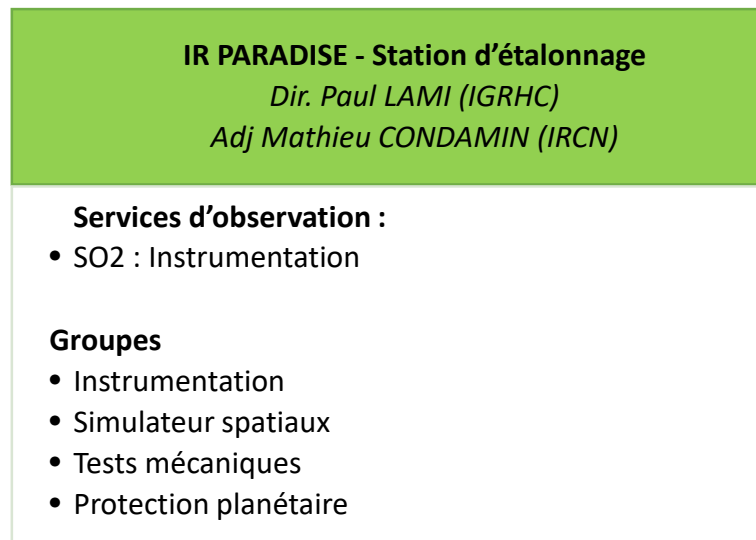 IR PARADISE - Station d'étalonnage
Dir. Paul LAMI (IGRHC)
Adj Mathieu CONDAMIN (IRCN)
Services d'observation :
• SO2 : Instrumentation
Groupes
• Instrumentation
• Simulateur spatiaux
• Tests mécaniques
• Protection planétaire